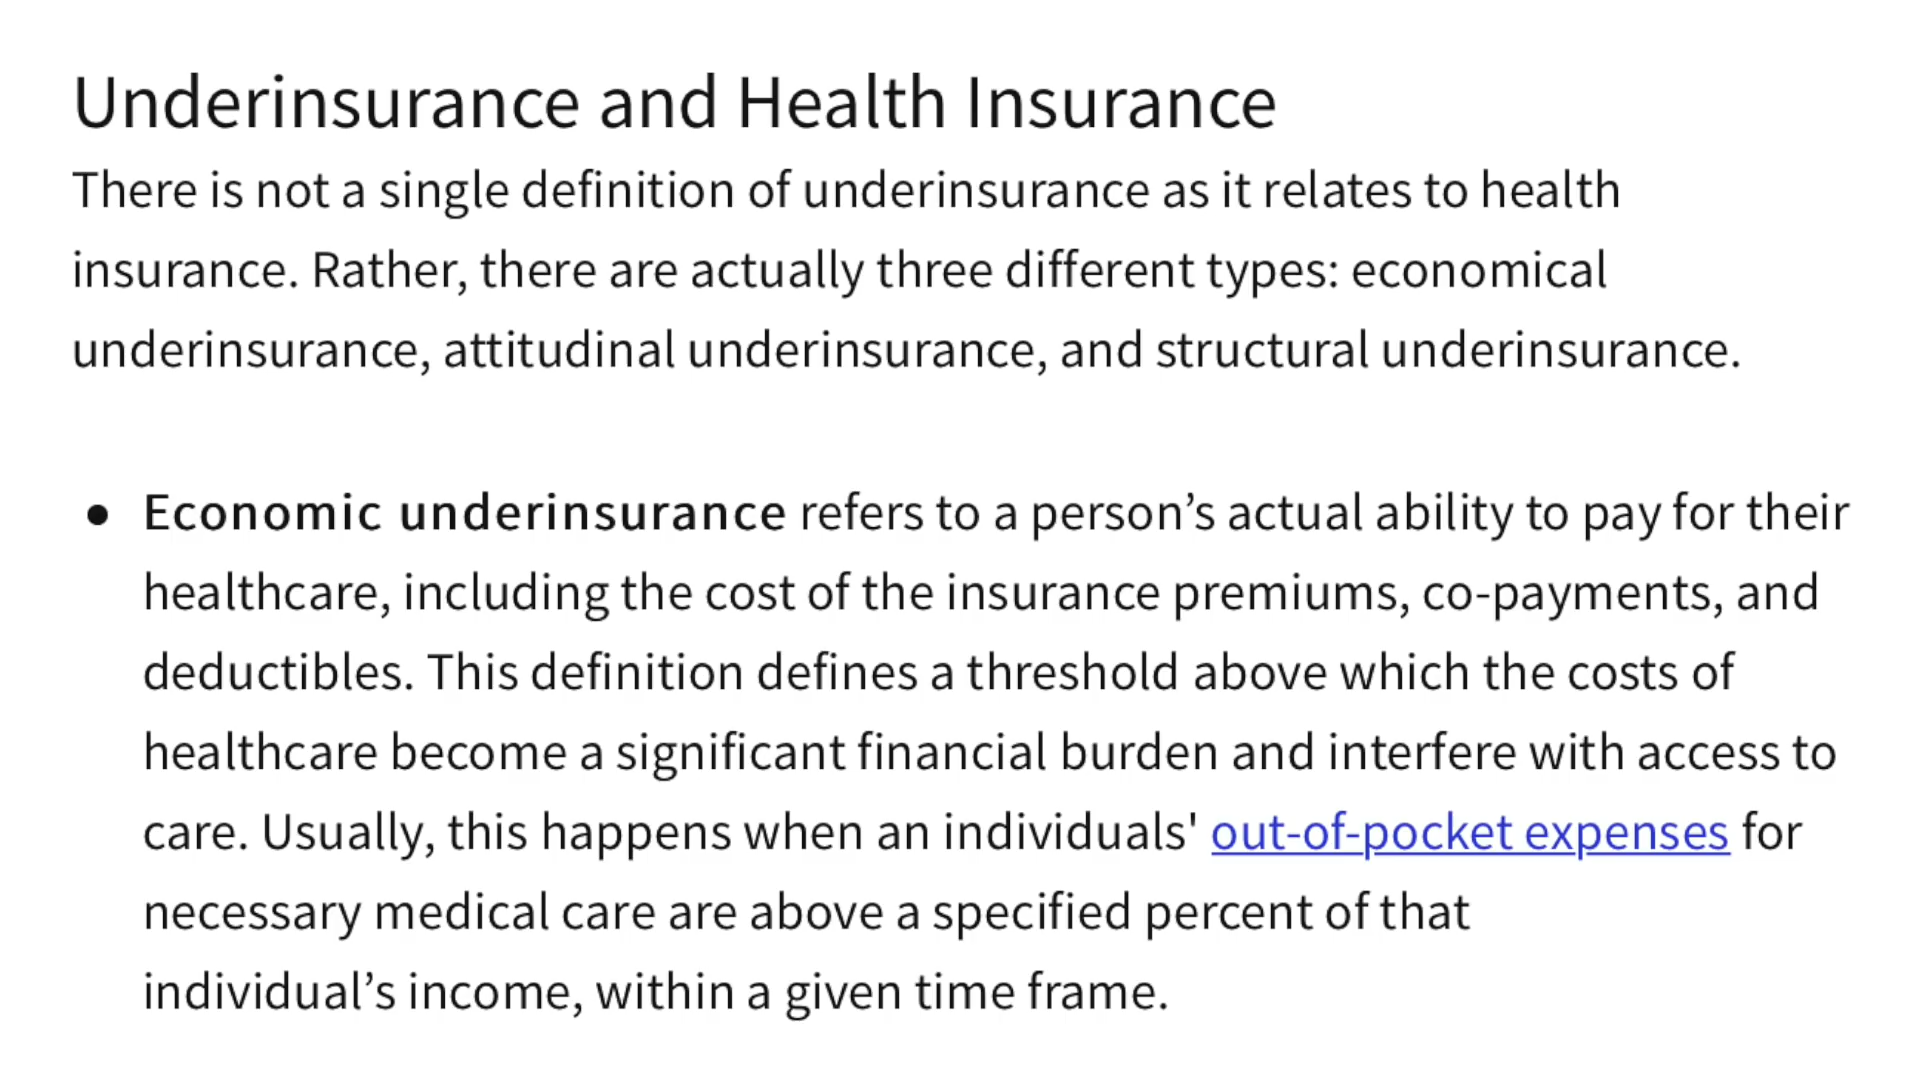 Underinsurance and Health Insurance
There is not a single definition of underinsurance as it relates to health
insurance. Rather, there are actually three different types: economical
underinsurance, attitudinal underinsurance, and structural underinsurance.
● Economic underinsurance refers to a person’s actual ability to pay for their
healthcare, including the cost of the insurance premiums, co-payments, and
deductibles. This definition defines a threshold above which the costs of
healthcare become a significant financial burden and interfere with access to
care. Usually, this happens when an individuals' out-of-pocket expenses for
necessary medical care are above a specified percent of that
individual’s income, within a given time frame.